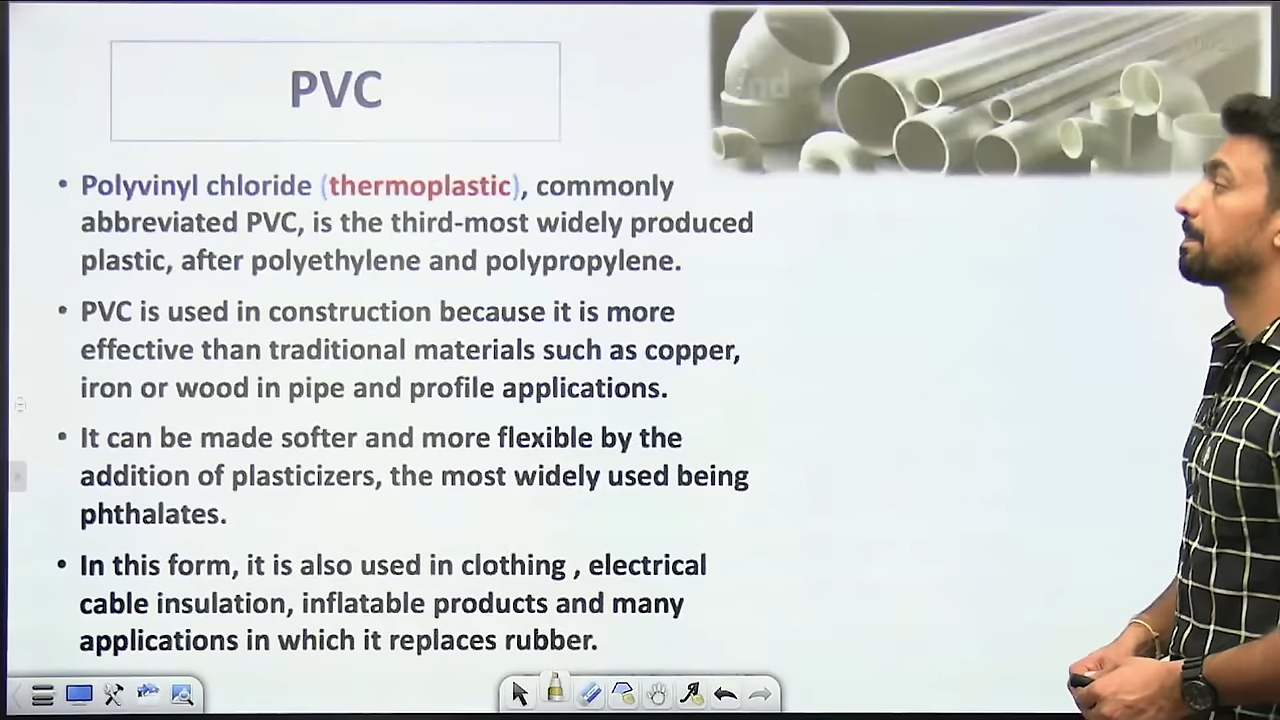 PVC
• Polyvinyl chloride (thermoplastic), commonly
abbreviated PVC, is the third-most widely produced
plastic, after polyethylene and polypropylene.
• PVC is used in construction because it is more
effective than traditional materials such as copper,
iron or wood in pipe and profile applications.
• It can be made softer and more flexible by the
addition of plasticizers, the most widely used being
phthalates.
• In this form, it is also used in clothing , electrical
cable insulation, inflatable products and many
applications in which it replaces rubber.